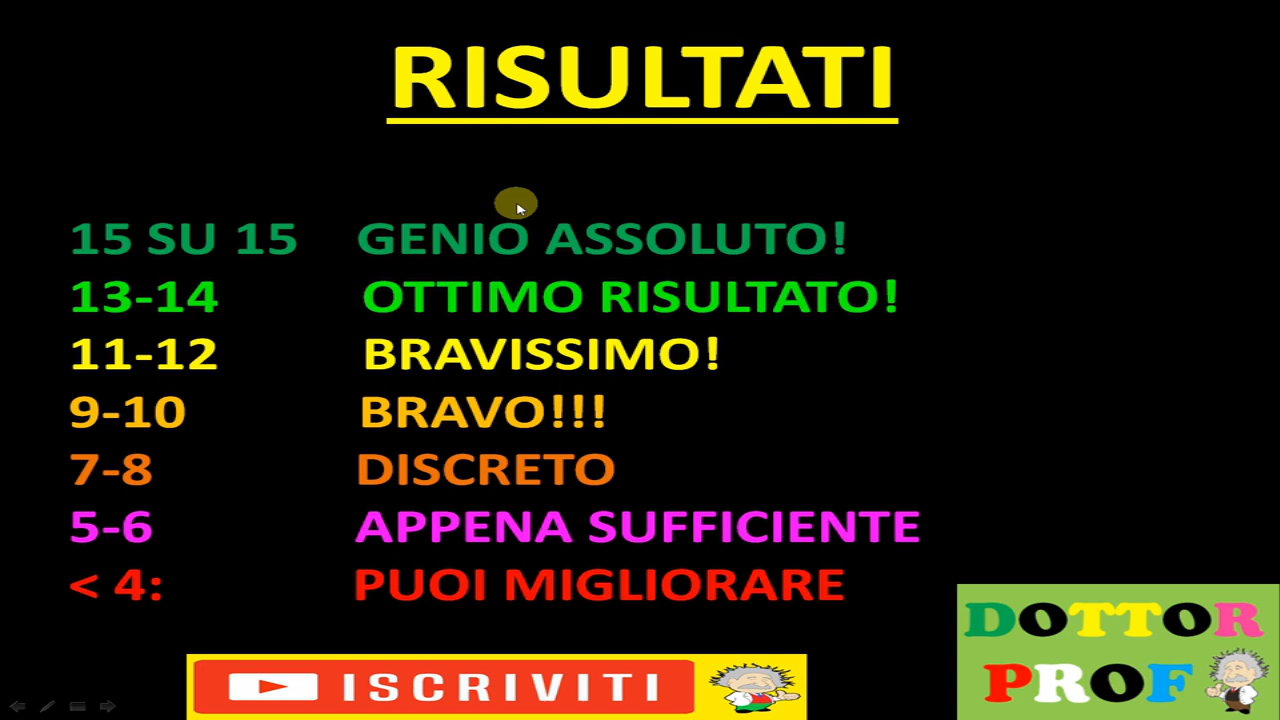 RISULTATI
15 SU 15 GENIO ASSOLUTO!
13-14 OTTIMO RISULTATO!
11-12 BRAVISSIMO!
9-10 BRAVO!!!
7-8 DISCRETO
5-6 APPENA SUFFICIENTE
< 4: PUOI MIGLIORARE
ISCRIVITI
DOTTOR
PROF